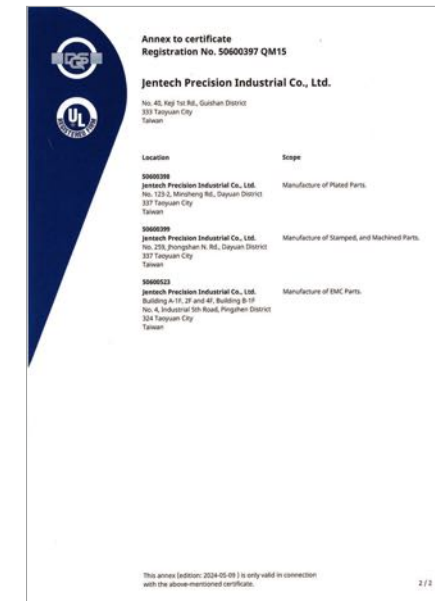 DQS
UL
REGISTERED FIRM
Annex to certificate
Registration No. 50600397 QM15
Jentech Precision Industrial Co., Ltd.
No. 40, Keji 1st Rd., Guishan District
333 Taoyuan City
Taiwan
Location
Scope
50600398
Jentech Precision Industrial Co., Ltd.
Manufacture of Plated Parts.
No. 123-2, Minsheng Rd., Dayuan District
337 Taoyuan City
Taiwan
50600399
Jentech Precision Industrial Co., Ltd.
Manufacture of Stamped, and Machined Parts.
No. 259, Jhongshan N. Rd., Dayuan District
337 Taoyuan City
Taiwan
50600523
Jentech Precision Industrial Co., Ltd.
Manufacture of EMC Parts.
Building A-1F, 2F and 4F, Building B-1F
No. 4, Industrial 5th Road, Pingzhen District
324 Taoyuan City
Taiwan
This annex (edition: 2024-05-09 ) is only valid in connection
with the above-mentioned certificate.
2 / 2